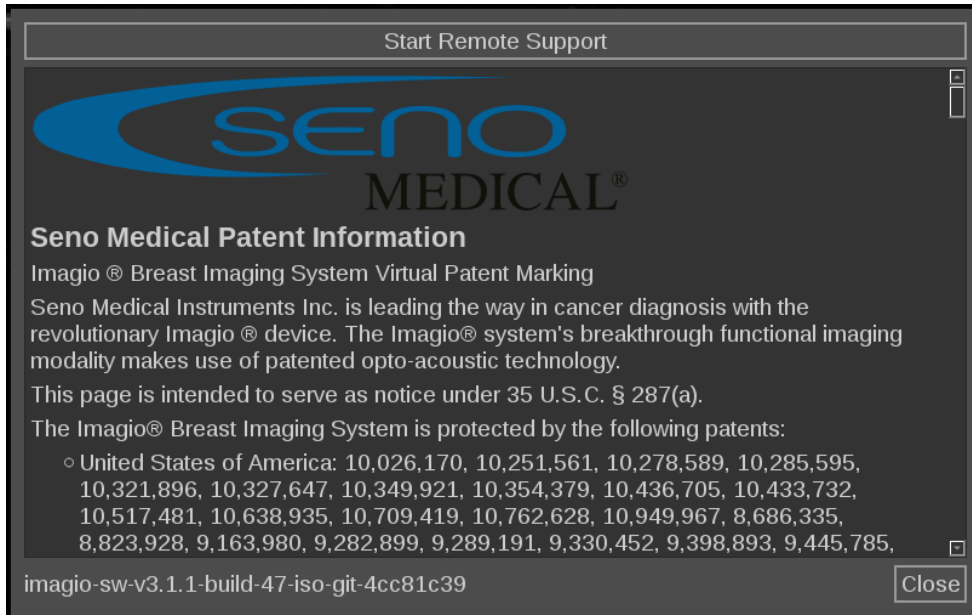 Start Remote Support
SENO
MEDICAL®
Seno Medical Patent Information
Imagio ® Breast Imaging System Virtual Patent Marking
Seno Medical Instruments Inc. is leading the way in cancer diagnosis with the
revolutionary Imagio ® device. The Imagio® system's breakthrough functional imaging
modality makes use of patented opto-acoustic technology.
This page is intended to serve as notice under 35 U.S.C. § 287(a).
The Imagio® Breast Imaging System is protected by the following patents:
United States of America: 10,026,170, 10,251,561, 10,278,589, 10,285,595,
10,321,896, 10,327,647, 10,349,921, 10,354,379, 10,436,705, 10,433,732,
10,517,481, 10,638,935, 10,709,419, 10,762,628, 10,949,967, 8,686,335,
8,823,928, 9,163,980, 9,282,899, 9,289,191, 9,330,452, 9,398,893, 9,445,785,
imagio-sw-v3.1.1-build-47-iso-git-4cc81c39
Close